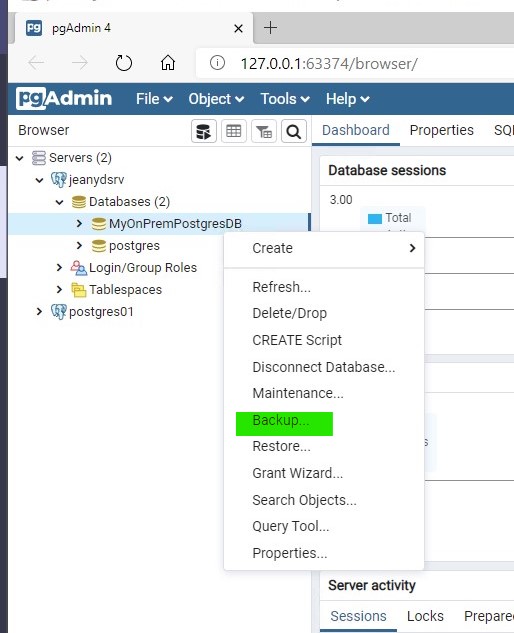 pgAdmin 4
127.0.0.1:63374/browser/
pgAdmin File Object Tools Help
Browser Dashboard Properties SQL
Servers (2)
jeanydsrv
Databases (2)
MyOnPremPostgresDB
postgres
Login/Group Roles
Tablespaces
postgres01
Create
Refresh...
Delete/Drop
CREATE Script
Disconnect Database...
Maintenance...
Backup...
Restore...
Grant Wizard...
Search Objects...
Query Tool...
Properties...
Database sessions
3.00
Total
Server activity
Sessions Locks Prepare